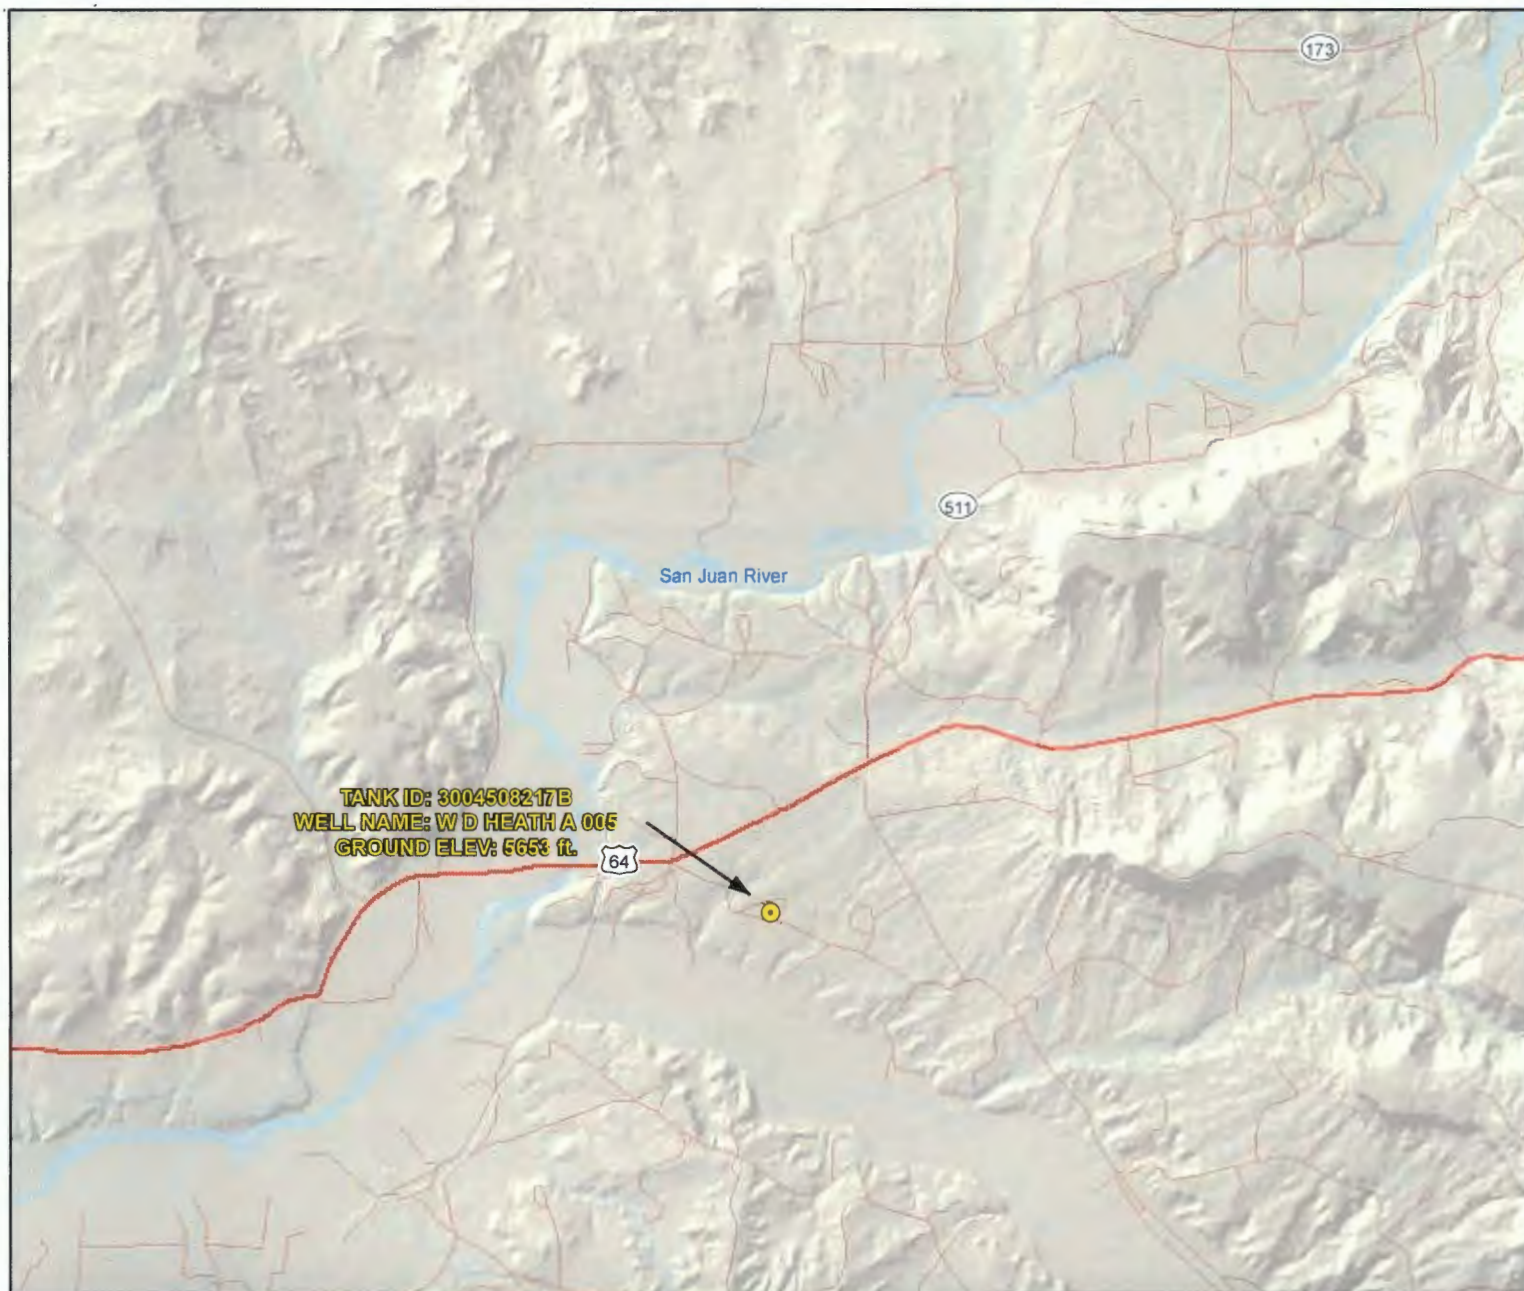 173
511
San Juan River
TANK ID: 3004508217B
WELL NAME: W D HEATH A 005
GROUND ELEV: 5653 ft.
64